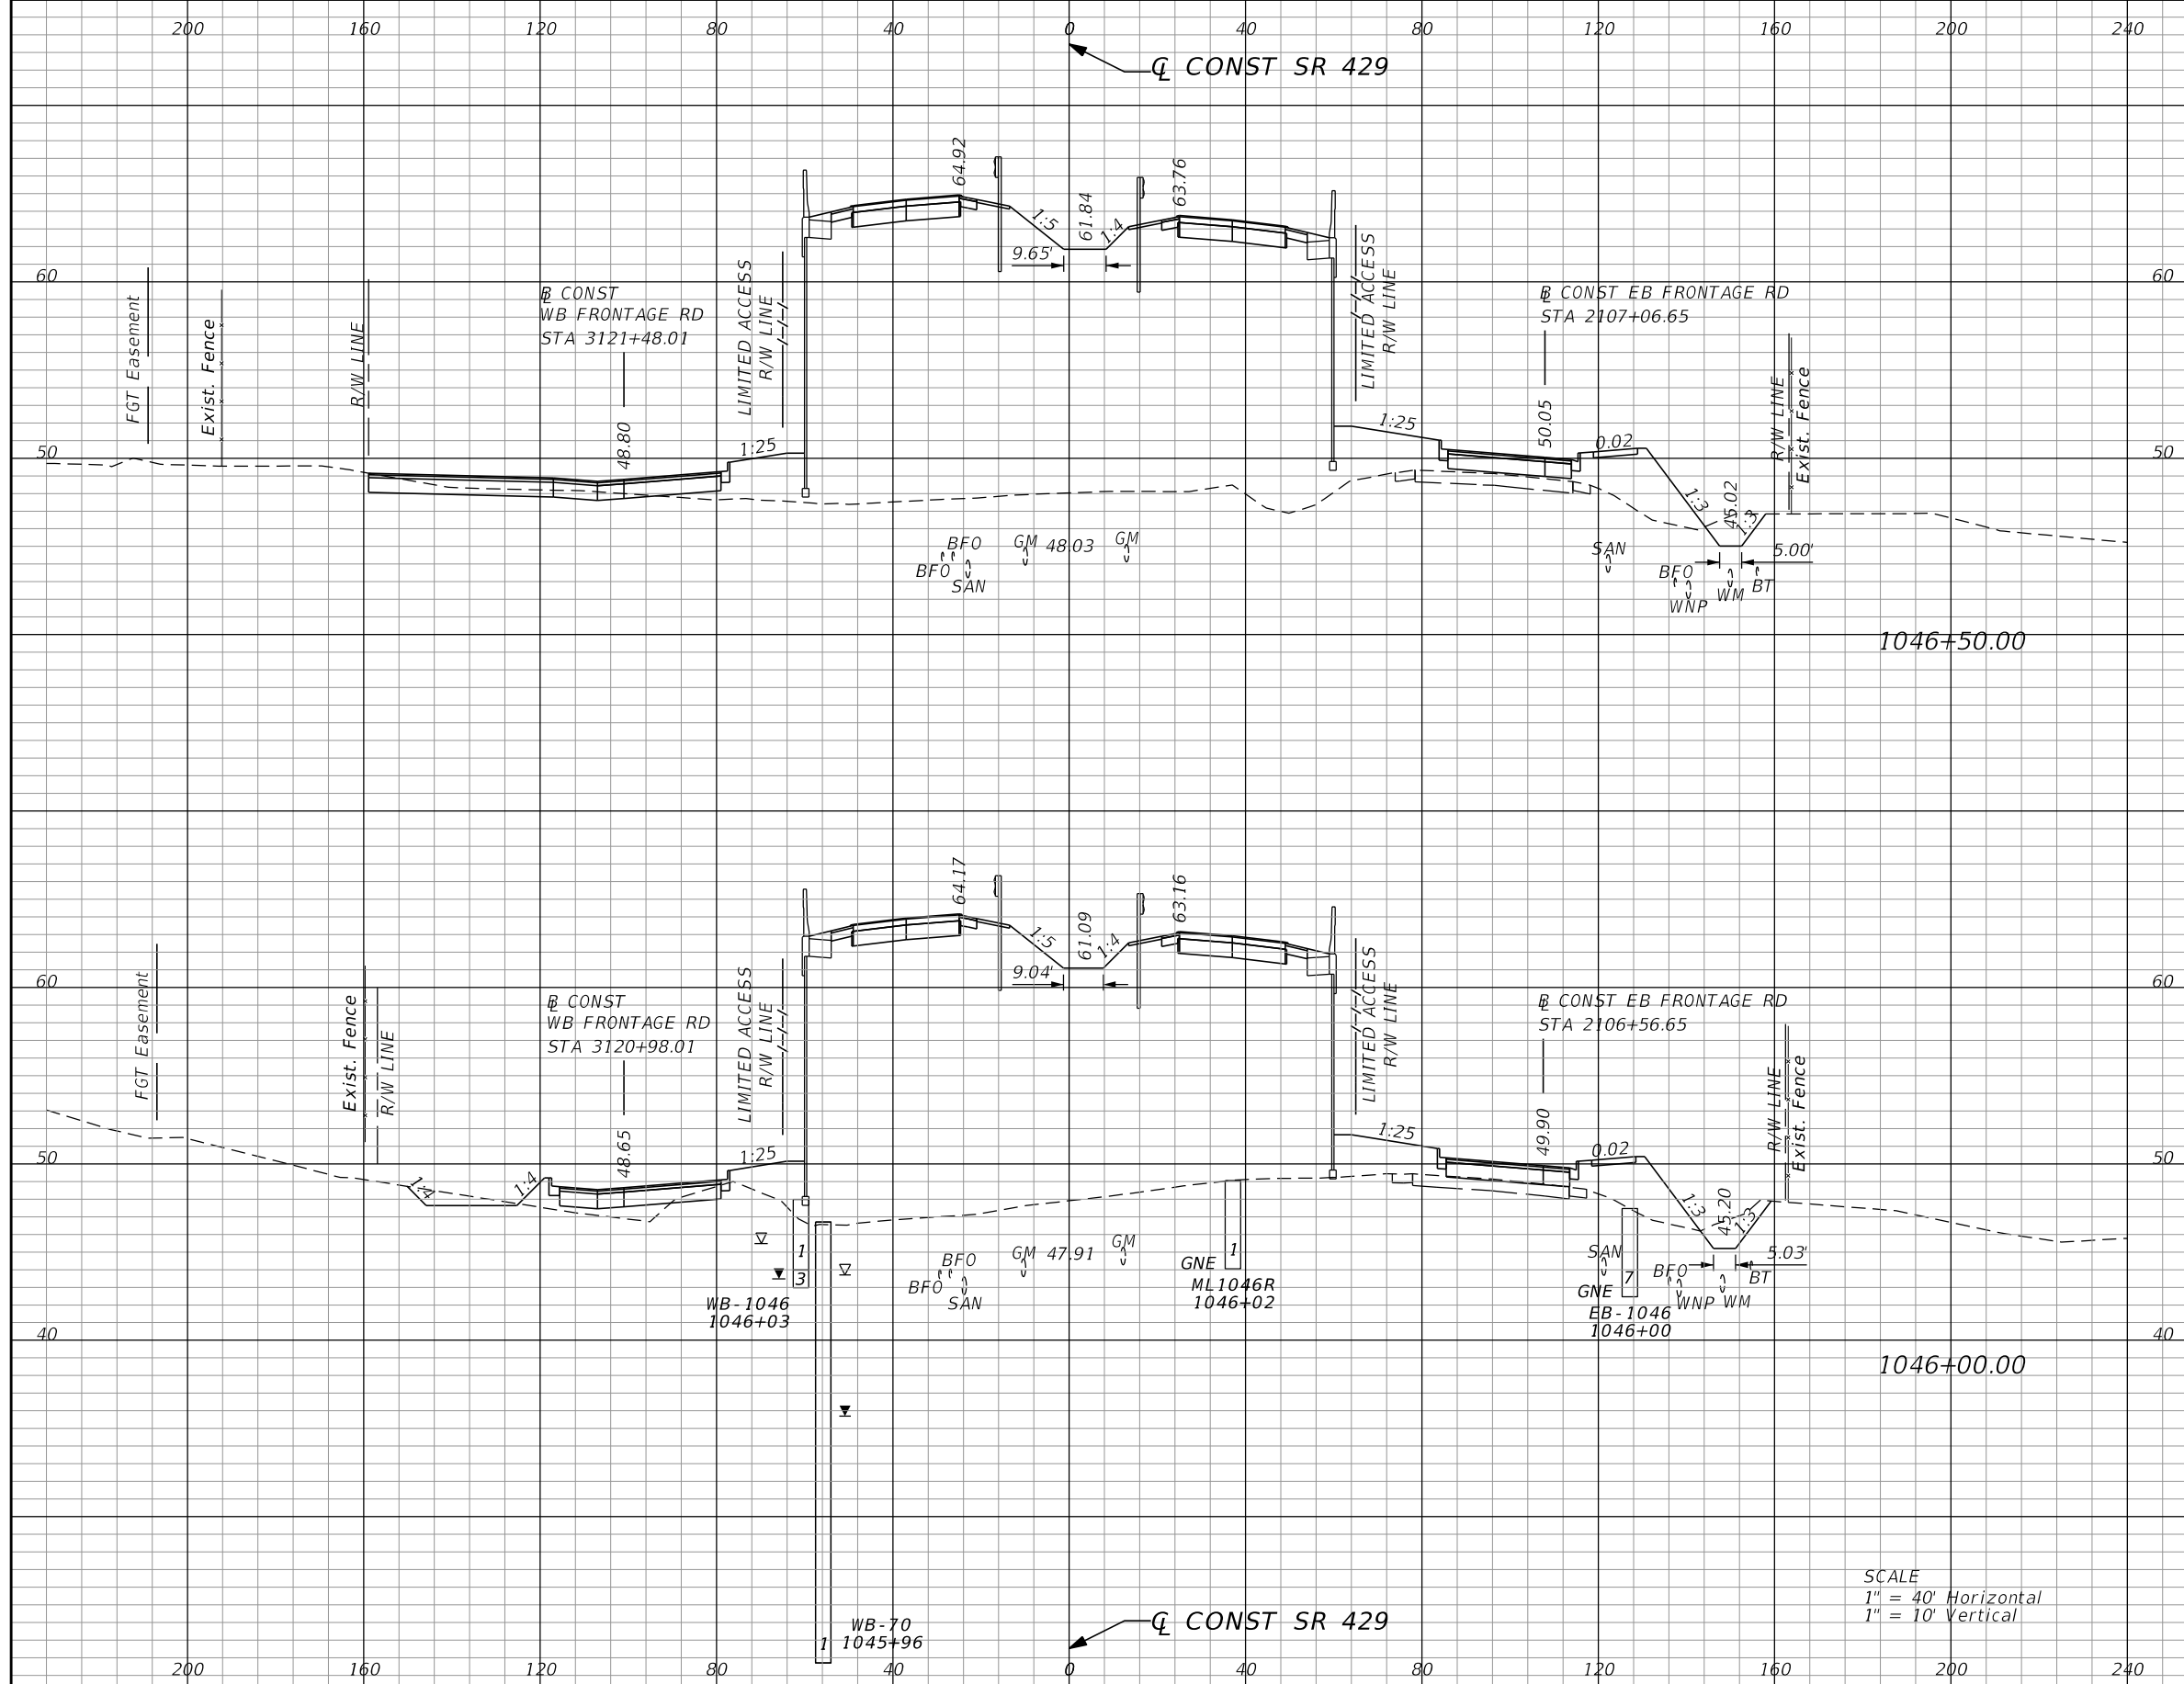 200 160 120 80 40 0 40 80 120 160 200 240
℄ CONST SR 429
64.92
63.76
61.84
1:5
1:4
9.65'
60
60
FGT Easement
Exist. Fence
R/W LINE
℄ CONST
WB FRONTAGE RD
STA 3121+48.01
LIMITED ACCESS
R/W LINE
LIMITED ACCESS
R/W LINE
B CONST EB FRONTAGE RD
STA 2107+06.65
R/W LINE
Exist. Fence
50
48.80
1:25
1:25
50.05
0.02
1:3
45.02
1:3
50
5.00'
BFO
BFO
SAN
GM 48.03
GM
SAN
BFO
WNP
WM
BT
1046+50.00
64.17
63.16
61.09
1:5
1:4
9.04'
60
60
FGT Easement
Exist. Fence
R/W LINE
B CONST
WB FRONTAGE RD
STA 3120+98.01
LIMITED ACCESS
R/W LINE
LIMITED ACCESS
R/W LINE
B CONST EB FRONTAGE RD
STA 2106+56.65
R/W LINE
Exist. Fence
50
1:4
1:4
48.65
1:25
1:25
49.90
0.02
1:3
45.20
1:3
50
5.03'
1
3
WB-1046
1046+03
BFO
BFO
SAN
GM 47.91
GM
GNE
1
ML1046R
1046+02
SAN
GNE
7
EB-1046
1046+00
BFO
WNP
WM
BT
40
40
1046+00.00
SCALE
1" = 40' Horizontal
1" = 10' Vertical
WB-70
1045+96
1
℄ CONST SR 429
200 160 120 80 40 0 40 80 120 160 200 240